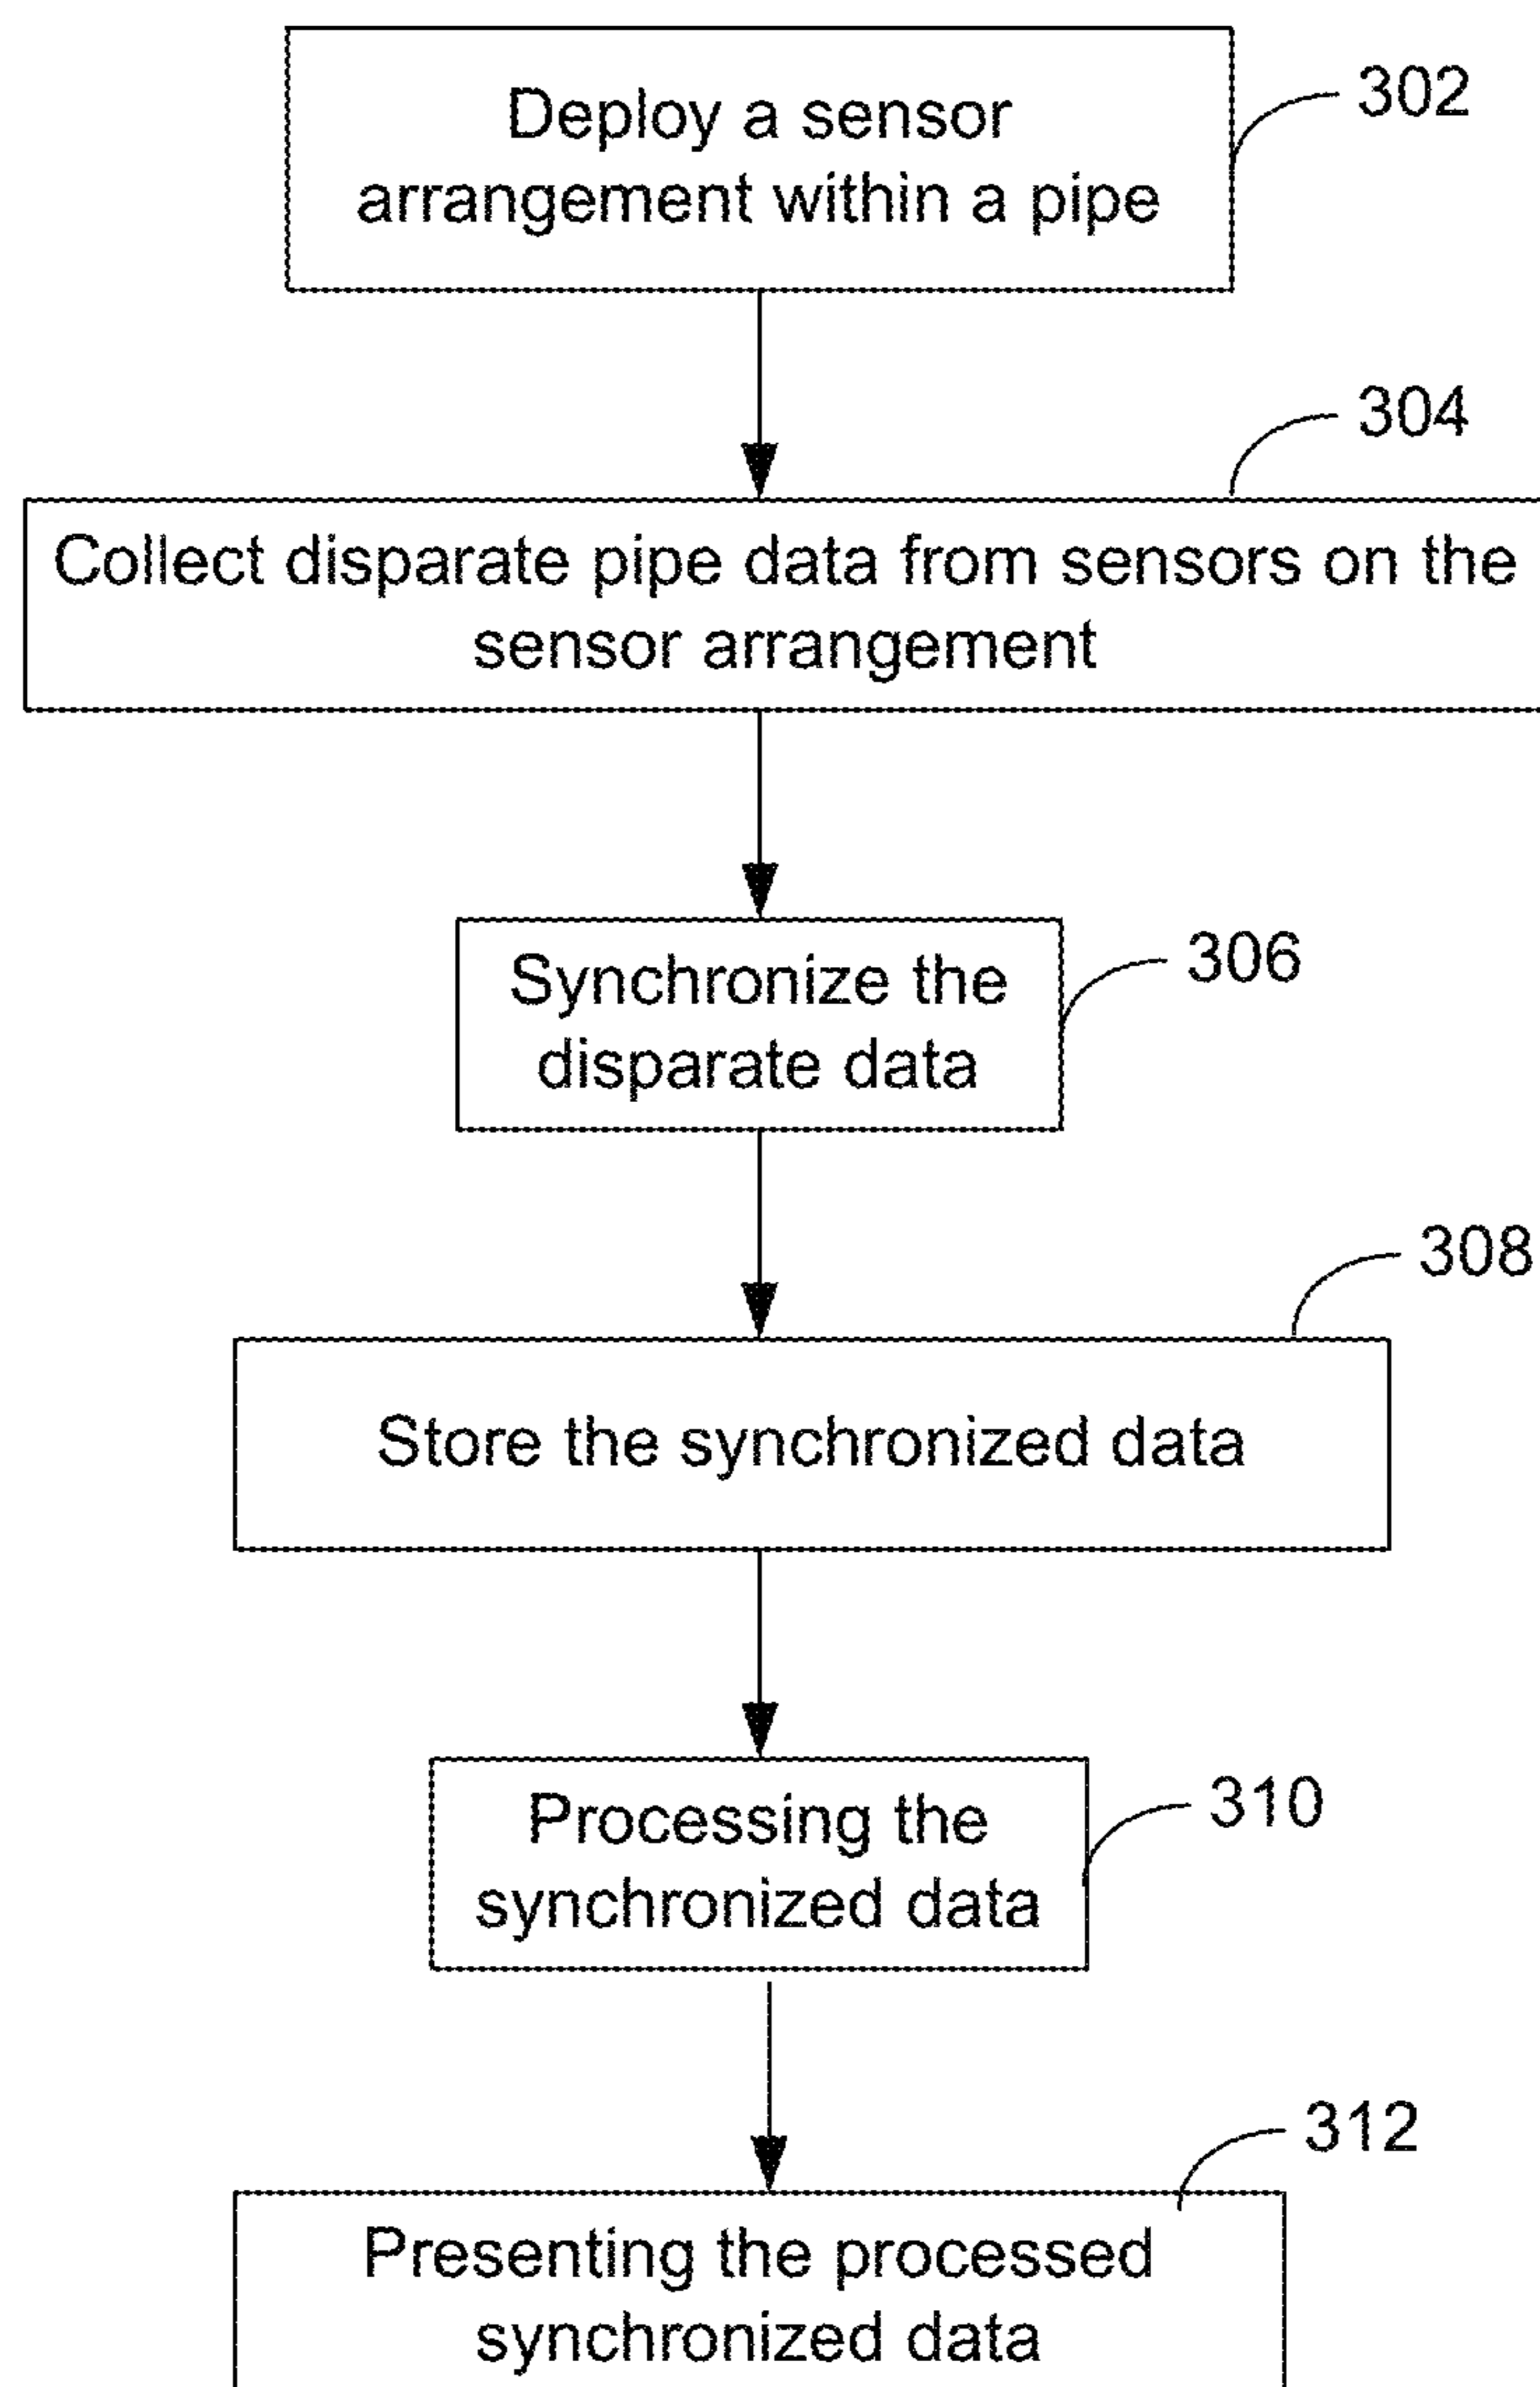 Deploy a sensor
arrangement within a pipe
302
304
Collect disparate pipe data from sensors on the
sensor arrangement
Synchronize the
disparate data
306
308
Store the synchronized data
Processing the
synchronized data
310
312
Presenting the processed
synchronized data